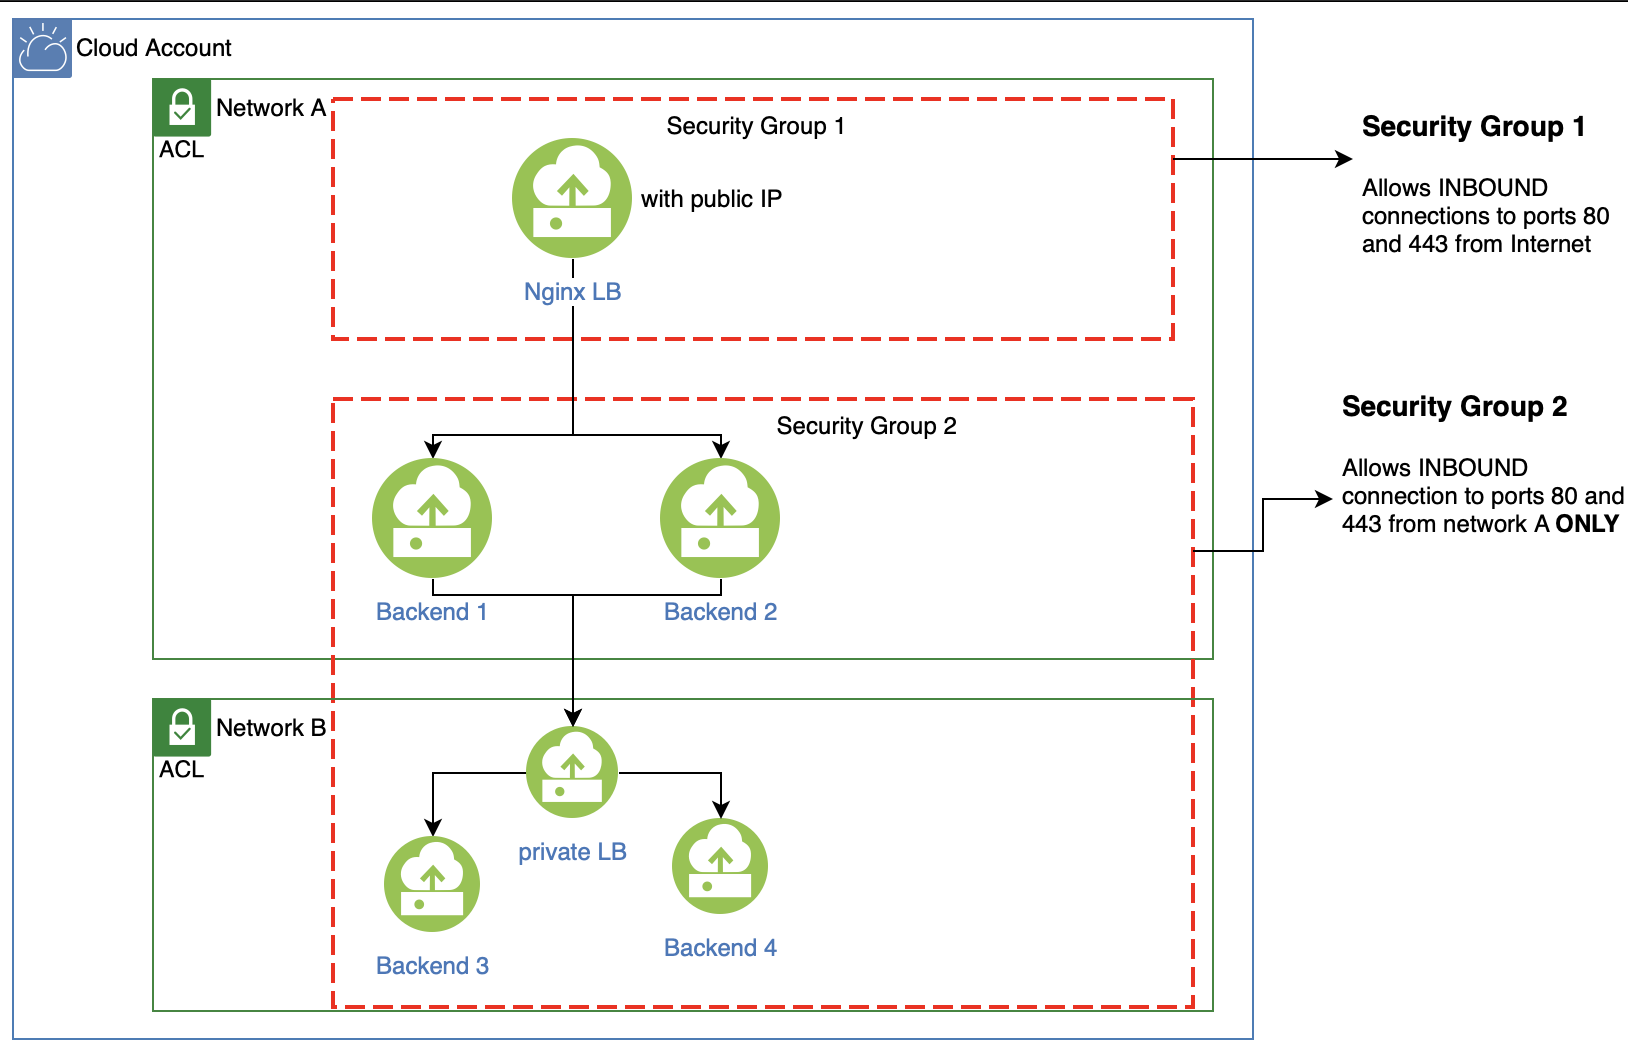 Cloud Account
Network A
ACL
Security Group 1
with public IP
Nginx LB
Security Group 1
Allows INBOUND
connections to ports 80
and 443 from Internet
Security Group 2
Backend 1
Backend 2
Security Group 2
Allows INBOUND
connection to ports 80 and
443 from network A ONLY
Network B
ACL
private LB
Backend 3
Backend 4